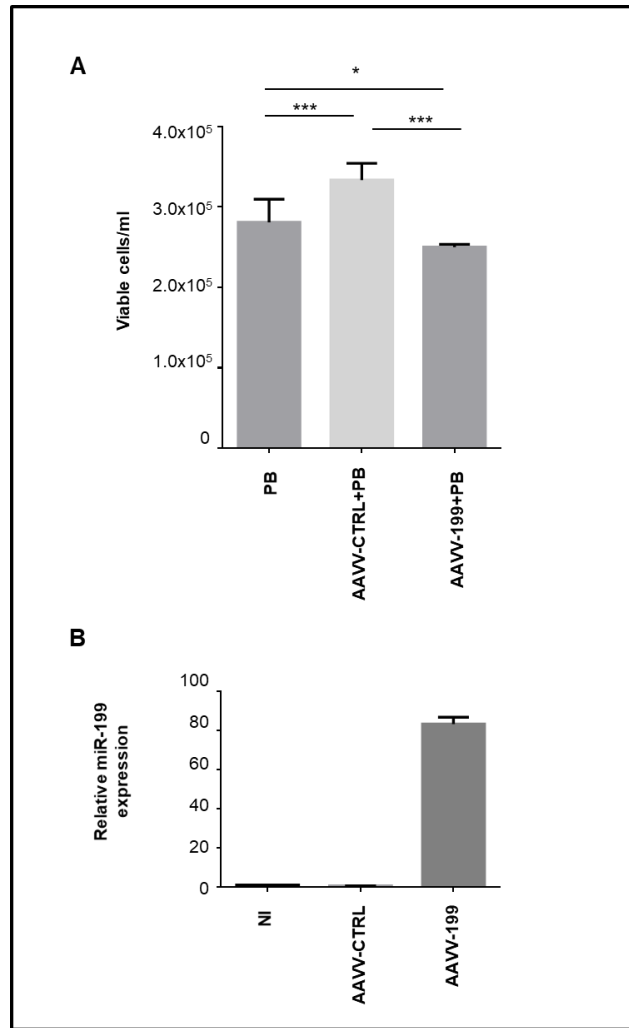 A
*
***
***
4.0x10⁵
3.0x10⁵
2.0x10⁵
1.0x10⁵
0
Viable cells/ml
PB
AAVV-CTRL+PB
AAVV-199+PB
B
100
80
60
40
20
0
Relative miR-199
expression
NI
AAVV-CTRL
AAVV-199